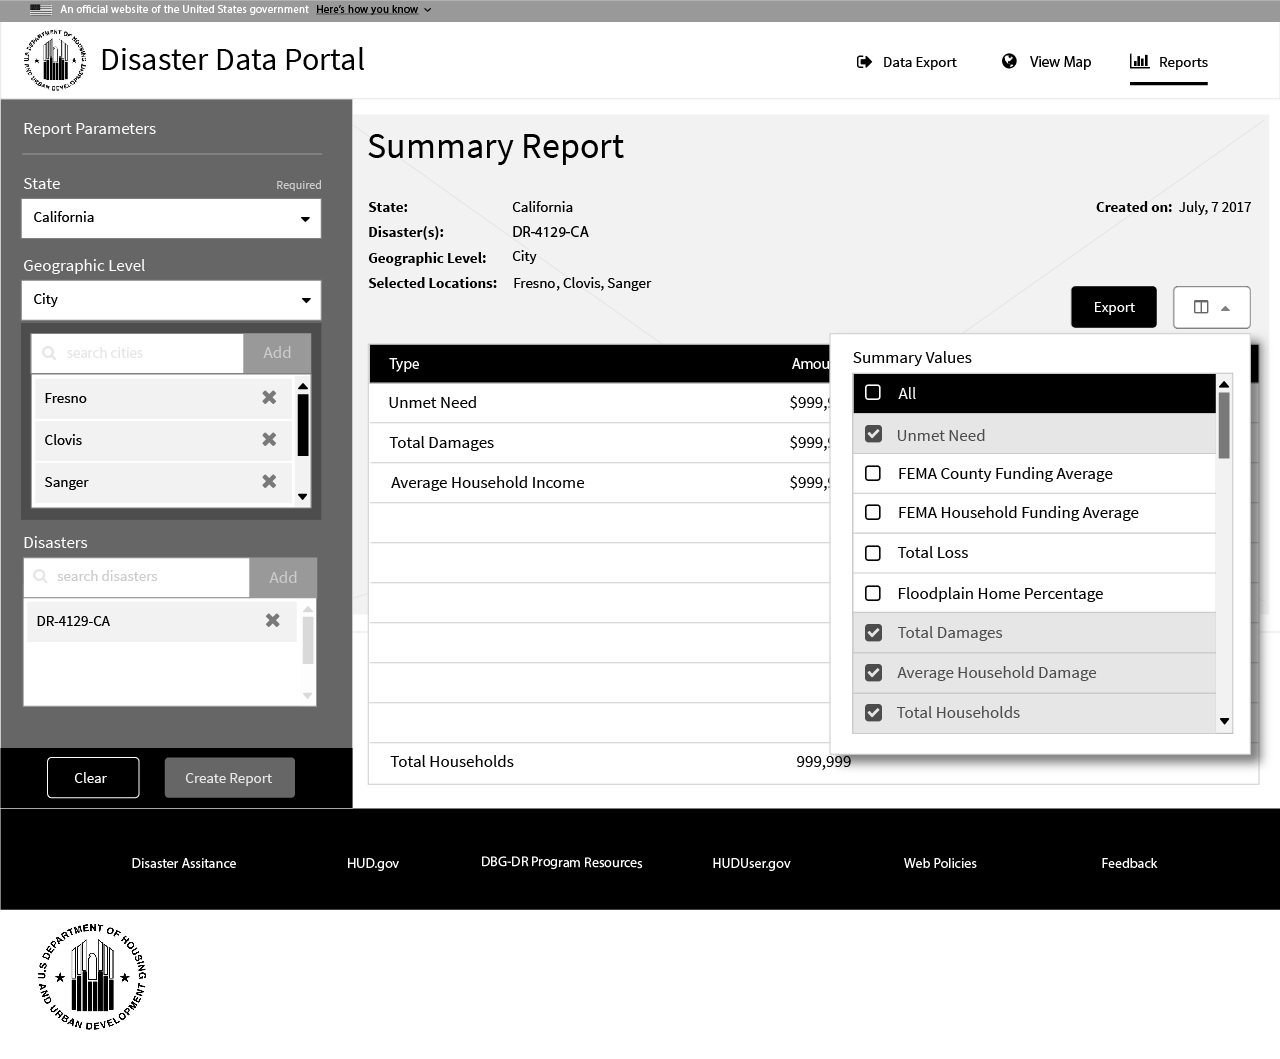 An official website of the United States government Here's how you know
U.S DEPARTMENT OF HOUSING AND URBAN DEVELOPMENT
Disaster Data Portal
Data Export
View Map
Reports
Report Parameters
State
Required
California
Geographic Level
City
search cities
Add
Fresno
Clovis
Sanger
Disasters
search disasters
Add
DR-4129-CA
Clear
Create Report
Summary Report
State: California
Created on: July, 7 2017
Disaster(s): DR-4129-CA
Geographic Level: City
Selected Locations: Fresno, Clovis, Sanger
Export
Type Amou
Unmet Need $999,
Total Damages $999,
Average Household Income $999,
Total Households 999,999
Summary Values
All
Unmet Need
FEMA County Funding Average
FEMA Household Funding Average
Total Loss
Floodplain Home Percentage
Total Damages
Average Household Damage
Total Households
Disaster Assitance
HUD.gov
DBG-DR Program Resources
HUDUser.gov
Web Policies
Feedback
U.S DEPARTMENT OF HOUSING AND URBAN DEVELOPMENT